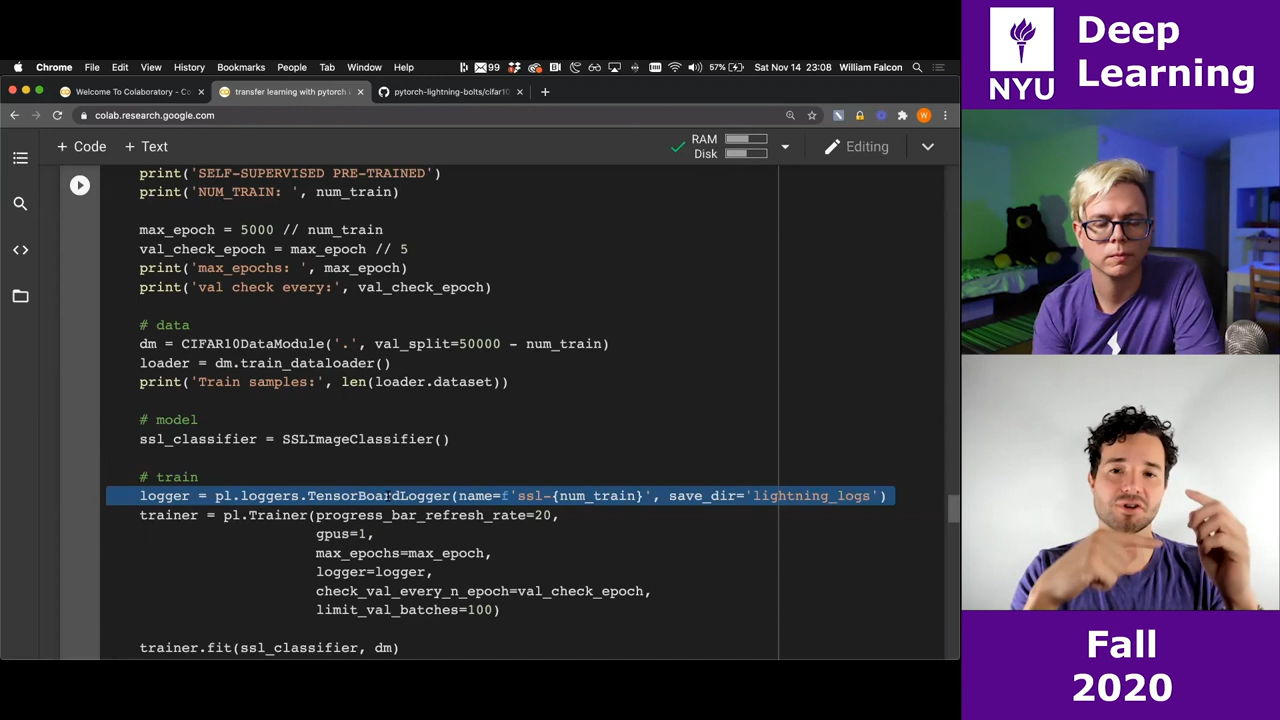 Chrome File Edit View History Bookmarks People Tab Window Help 99 57% Sat Nov 14 23:08 William Falcon
Welcome To Colaboratory - Co
transfer learning with pytorch
pytorch-lightning-bolts/cifar10
colab.research.google.com
W
+ Code + Text
RAM
Disk
Editing
print('SELF-SUPERVISED PRE-TRAINED')
print('NUM_TRAIN: ', num_train)
max_epoch = 5000 // num_train
val_check_epoch = max_epoch // 5
print('max_epochs: ', max_epoch)
print('val check every:', val_check_epoch)
# data
dm = CIFAR10DataModule('.', val_split=50000 - num_train)
loader = dm.train_dataloader()
print('Train samples:', len(loader.dataset))
# model
ssl_classifier = SSLImageClassifier()
# train
logger = pl.loggers.TensorBoardLogger(name=f'ssl-{num_train}', save_dir='lightning_logs')
trainer = pl.Trainer(progress_bar_refresh_rate=20,
gpus=1,
max_epochs=max_epoch,
logger=logger,
check_val_every_n_epoch=val_check_epoch,
limit_val_batches=100)
trainer.fit(ssl_classifier, dm)
NYU
Deep
Learning
Fall
2020